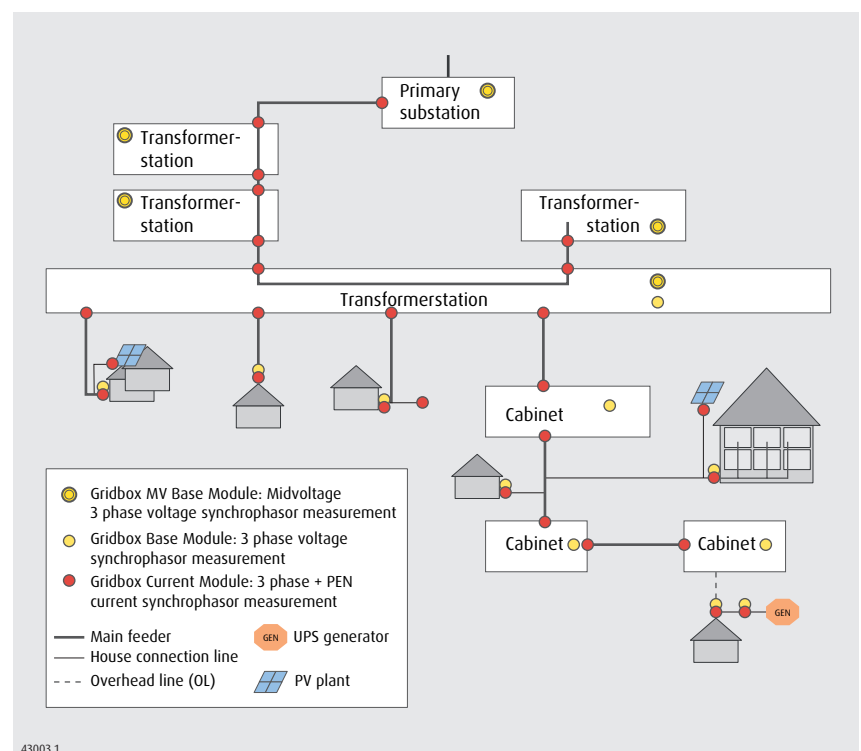 Primary
substation
Transformer-
station
Transformer-
station
Transformer-
station
Transformerstation
Cabinet
Cabinet
Cabinet
GEN
Gridbox MV Base Module: Midvoltage
3 phase voltage synchrophasor measurement
Gridbox Base Module: 3 phase voltage
synchrophasor measurement
Gridbox Current Module: 3 phase + PEN
current synchrophasor measurement
Main feeder
GEN UPS generator
House connection line
Overhead line (OL)
PV plant
43003.1